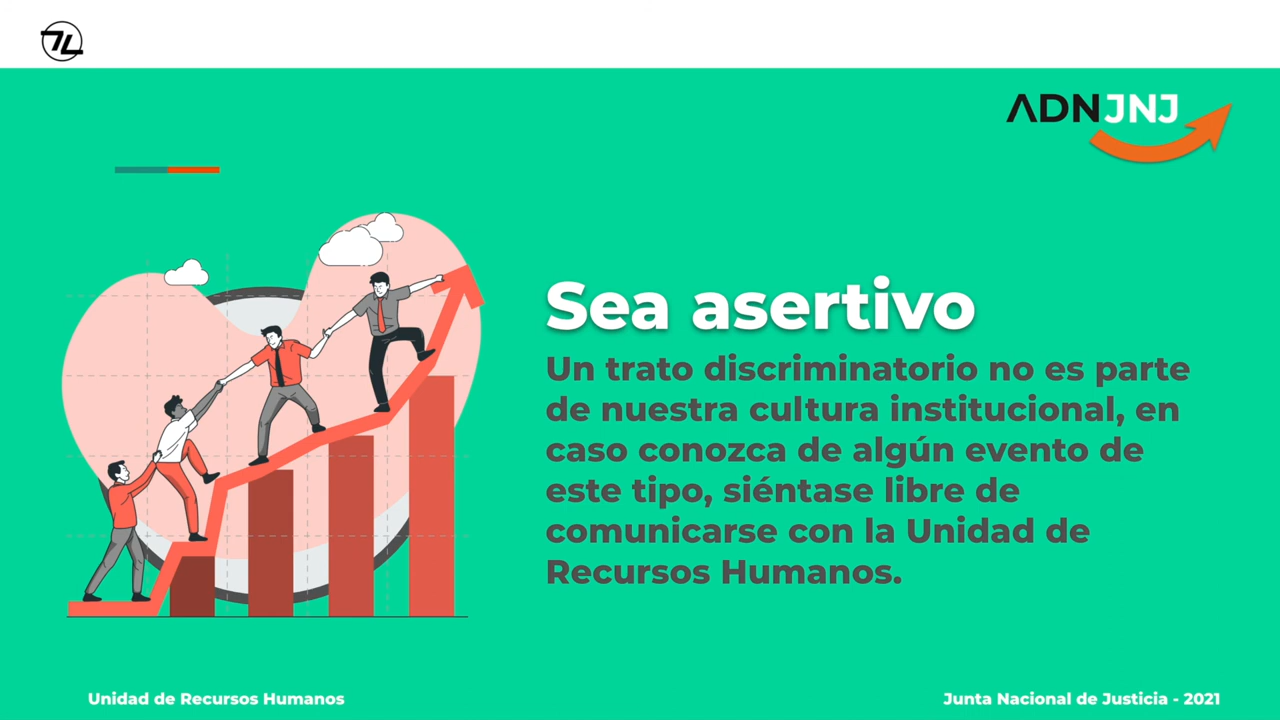 ADNJNJ
Sea asertivo
Un trato discriminatorio no es parte
de nuestra cultura institucional, en
caso conozca de algún evento de
este tipo, siéntase libre de
comunicarse con la Unidad de
Recursos Humanos.
Unidad de Recursos Humanos
Junta Nacional de Justicia - 2021